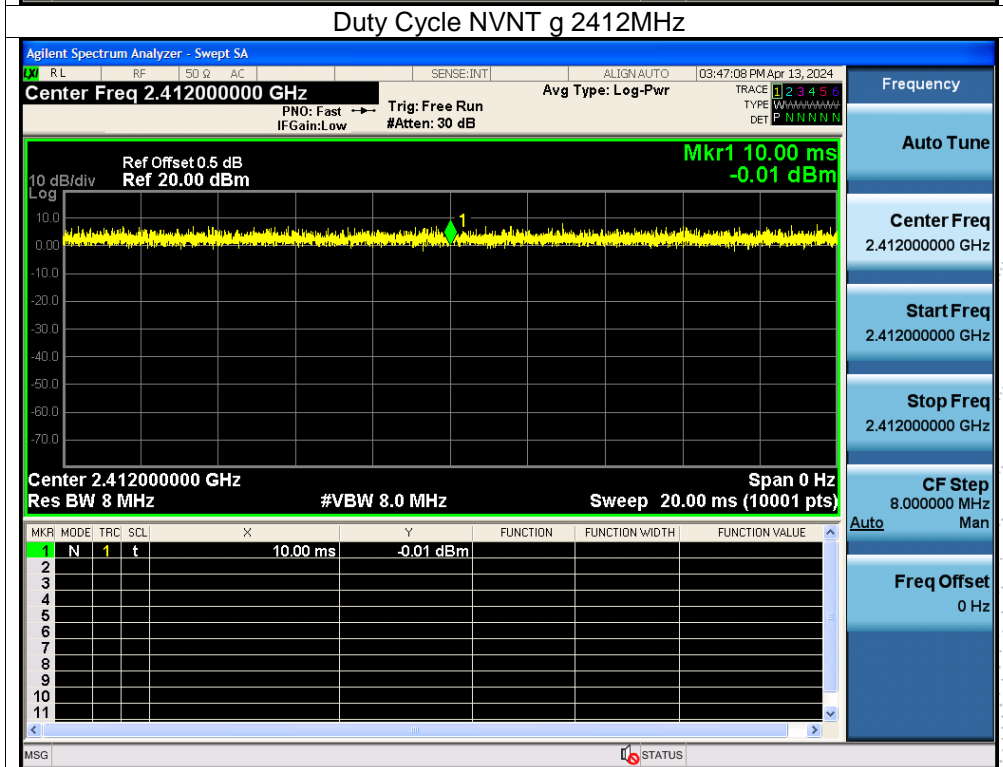 Duty Cycle NVNT g 2412MHz
Agilent Spectrum Analyzer - Swept SA
LXI RL RF 50 Ω AC SENSE:INT ALIGN AUTO 03:47:08 PM Apr 13, 2024
Center Freq 2.412000000 GHz
PNO: Fast
IFGain:Low
Trig: Free Run
#Atten: 30 dB
Avg Type: Log-Pwr
TRACE 1 2 3 4 5 6
TYPE WWWWWW
DET P N N N N N
Mkr1 10.00 ms
-0.01 dBm
Ref Offset 0.5 dB
10 dB/div Ref 20.00 dBm
Log
10.0
0.00
-10.0
-20.0
-30.0
-40.0
-50.0
-60.0
-70.0
1
Center 2.412000000 GHz Span 0 Hz
Res BW 8 MHz #VBW 8.0 MHz Sweep 20.00 ms (10001 pts)
MKR MODE TRC SCL X Y FUNCTION FUNCTION WIDTH FUNCTION VALUE
1 N 1 t 10.00 ms -0.01 dBm
2
3
4
5
6
7
8
9
10
11
MSG STATUS
Frequency
Auto Tune
Center Freq
2.412000000 GHz
Start Freq
2.412000000 GHz
Stop Freq
2.412000000 GHz
CF Step
8.000000 MHz
Auto Man
Freq Offset
0 Hz